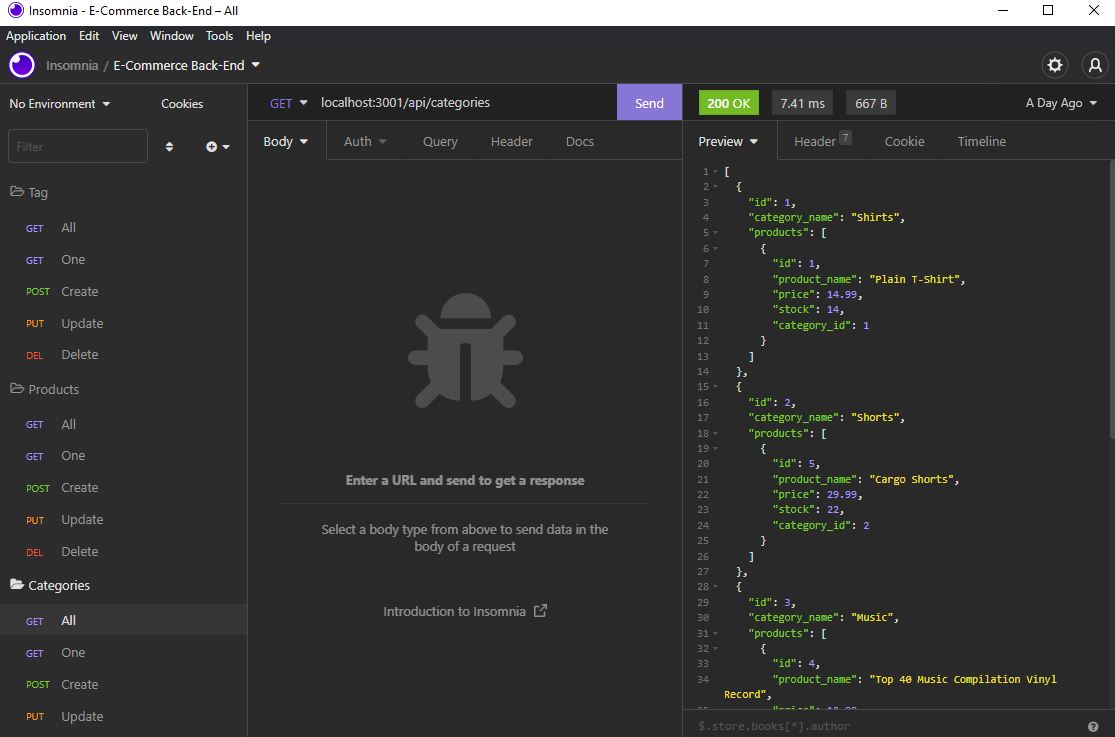 Insomnia - E-Commerce Back-End – All
Application Edit View Window Tools Help
Insomnia / E-Commerce Back-End
No Environment Cookies
Filter
Tag
GET All
GET One
POST Create
PUT Update
DEL Delete
Products
GET All
GET One
POST Create
PUT Update
DEL Delete
Categories
GET All
GET One
POST Create
PUT Update
GET localhost:3001/api/categories Send
Body Auth Query Header Docs
Enter a URL and send to get a response
Select a body type from above to send data in the
body of a request
Introduction to Insomnia
200 OK 7.41 ms 667 B A Day Ago
Preview Header 7 Cookie Timeline
1 [
2 {
3 "id": 1,
4 "category_name": "Shirts",
5 "products": [
6 {
7 "id": 1,
8 "product_name": "Plain T-Shirt",
9 "price": 14.99,
10 "stock": 14,
11 "category_id": 1
12 }
13 ]
14 },
15 {
16 "id": 2,
17 "category_name": "Shorts",
18 "products": [
19 {
20 "id": 5,
21 "product_name": "Cargo Shorts",
22 "price": 29.99,
23 "stock": 22,
24 "category_id": 2
25 }
26 ]
27 },
28 {
29 "id": 3,
30 "category_name": "Music",
31 "products": [
32 {
33 "id": 4,
34 "product_name": "Top 40 Music Compilation Vinyl
Record",
$.store.books[*].author